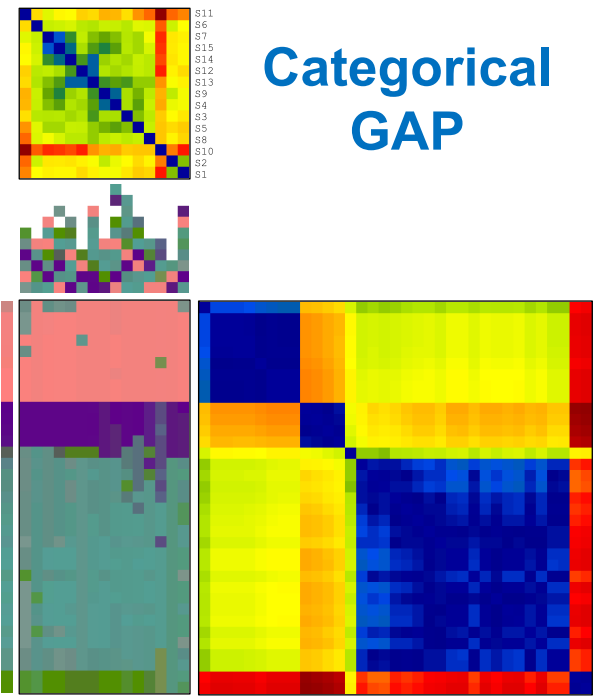 S11
S6
S7
S15
S14
S12
S13
S9
S4
S3
S5
S8
S10
S2
S1
Categorical
GAP